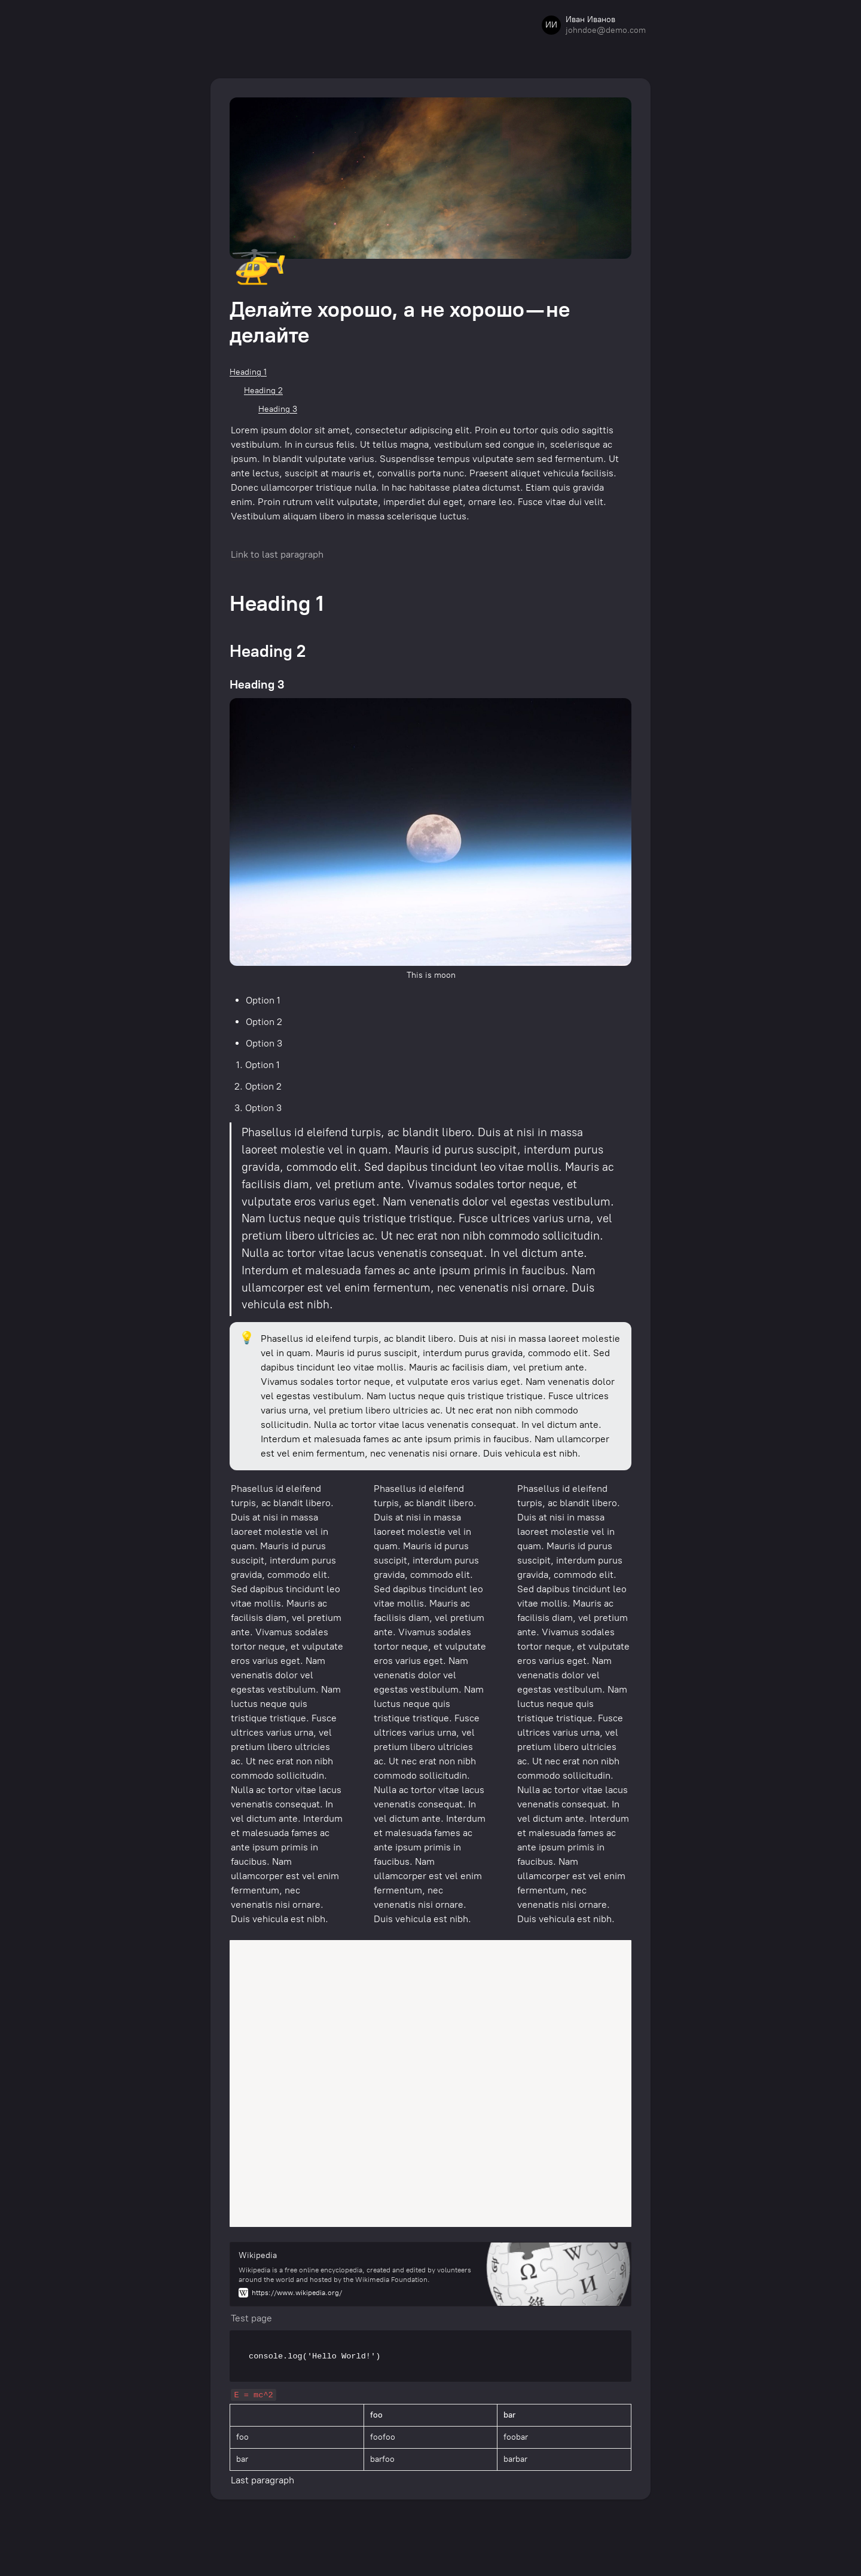 ИИ
Иван Иванов
johndoe@demo.com
Делайте хорошо, а не хорошо — не
делайте
Heading 1
Heading 2
Heading 3
Lorem ipsum dolor sit amet, consectetur adipiscing elit. Proin eu tortor quis odio sagittis
vestibulum. In in cursus felis. Ut tellus magna, vestibulum sed congue in, scelerisque ac
ipsum. In blandit vulputate varius. Suspendisse tempus vulputate sem sed fermentum. Ut
ante lectus, suscipit at mauris et, convallis porta nunc. Praesent aliquet vehicula facilisis.
Donec ullamcorper tristique nulla. In hac habitasse platea dictumst. Etiam quis gravida
enim. Proin rutrum velit vulputate, imperdiet dui eget, ornare leo. Fusce vitae dui velit.
Vestibulum aliquam libero in massa scelerisque luctus.
Link to last paragraph
Heading 1
Heading 2
Heading 3
This is moon
• Option 1
• Option 2
• Option 3
1. Option 1
2. Option 2
3. Option 3
Phasellus id eleifend turpis, ac blandit libero. Duis at nisi in massa
laoreet molestie vel in quam. Mauris id purus suscipit, interdum purus
gravida, commodo elit. Sed dapibus tincidunt leo vitae mollis. Mauris ac
facilisis diam, vel pretium ante. Vivamus sodales tortor neque, et
vulputate eros varius eget. Nam venenatis dolor vel egestas vestibulum.
Nam luctus neque quis tristique tristique. Fusce ultrices varius urna, vel
pretium libero ultricies ac. Ut nec erat non nibh commodo sollicitudin.
Nulla ac tortor vitae lacus venenatis consequat. In vel dictum ante.
Interdum et malesuada fames ac ante ipsum primis in faucibus. Nam
ullamcorper est vel enim fermentum, nec venenatis nisi ornare. Duis
vehicula est nibh.
Phasellus id eleifend turpis, ac blandit libero. Duis at nisi in massa laoreet molestie
vel in quam. Mauris id purus suscipit, interdum purus gravida, commodo elit. Sed
dapibus tincidunt leo vitae mollis. Mauris ac facilisis diam, vel pretium ante.
Vivamus sodales tortor neque, et vulputate eros varius eget. Nam venenatis dolor
vel egestas vestibulum. Nam luctus neque quis tristique tristique. Fusce ultrices
varius urna, vel pretium libero ultricies ac. Ut nec erat non nibh commodo
sollicitudin. Nulla ac tortor vitae lacus venenatis consequat. In vel dictum ante.
Interdum et malesuada fames ac ante ipsum primis in faucibus. Nam ullamcorper
est vel enim fermentum, nec venenatis nisi ornare. Duis vehicula est nibh.
Phasellus id eleifend
turpis, ac blandit libero.
Duis at nisi in massa
laoreet molestie vel in
quam. Mauris id purus
suscipit, interdum purus
gravida, commodo elit.
Sed dapibus tincidunt leo
vitae mollis. Mauris ac
facilisis diam, vel pretium
ante. Vivamus sodales
tortor neque, et vulputate
eros varius eget. Nam
venenatis dolor vel
egestas vestibulum. Nam
luctus neque quis
tristique tristique. Fusce
ultrices varius urna, vel
pretium libero ultricies
ac. Ut nec erat non nibh
commodo sollicitudin.
Nulla ac tortor vitae lacus
venenatis consequat. In
vel dictum ante. Interdum
et malesuada fames ac
ante ipsum primis in
faucibus. Nam
ullamcorper est vel enim
fermentum, nec
venenatis nisi ornare.
Duis vehicula est nibh.
Phasellus id eleifend
turpis, ac blandit libero.
Duis at nisi in massa
laoreet molestie vel in
quam. Mauris id purus
suscipit, interdum purus
gravida, commodo elit.
Sed dapibus tincidunt leo
vitae mollis. Mauris ac
facilisis diam, vel pretium
ante. Vivamus sodales
tortor neque, et vulputate
eros varius eget. Nam
venenatis dolor vel
egestas vestibulum. Nam
luctus neque quis
tristique tristique. Fusce
ultrices varius urna, vel
pretium libero ultricies
ac. Ut nec erat non nibh
commodo sollicitudin.
Nulla ac tortor vitae lacus
venenatis consequat. In
vel dictum ante. Interdum
et malesuada fames ac
ante ipsum primis in
faucibus. Nam
ullamcorper est vel enim
fermentum, nec
venenatis nisi ornare.
Duis vehicula est nibh.
Phasellus id eleifend
turpis, ac blandit libero.
Duis at nisi in massa
laoreet molestie vel in
quam. Mauris id purus
suscipit, interdum purus
gravida, commodo elit.
Sed dapibus tincidunt leo
vitae mollis. Mauris ac
facilisis diam, vel pretium
ante. Vivamus sodales
tortor neque, et vulputate
eros varius eget. Nam
venenatis dolor vel
egestas vestibulum. Nam
luctus neque quis
tristique tristique. Fusce
ultrices varius urna, vel
pretium libero ultricies
ac. Ut nec erat non nibh
commodo sollicitudin.
Nulla ac tortor vitae lacus
venenatis consequat. In
vel dictum ante. Interdum
et malesuada fames ac
ante ipsum primis in
faucibus. Nam
ullamcorper est vel enim
fermentum, nec
venenatis nisi ornare.
Duis vehicula est nibh.
Wikipedia
Wikipedia is a free online encyclopedia, created and edited by volunteers
around the world and hosted by the Wikimedia Foundation.
W https://www.wikipedia.org/
Ω W И 維
Test page
console.log('Hello World!')
E = mc^2
foo bar
foo foofoo foobar
bar barfoo barbar
Last paragraph